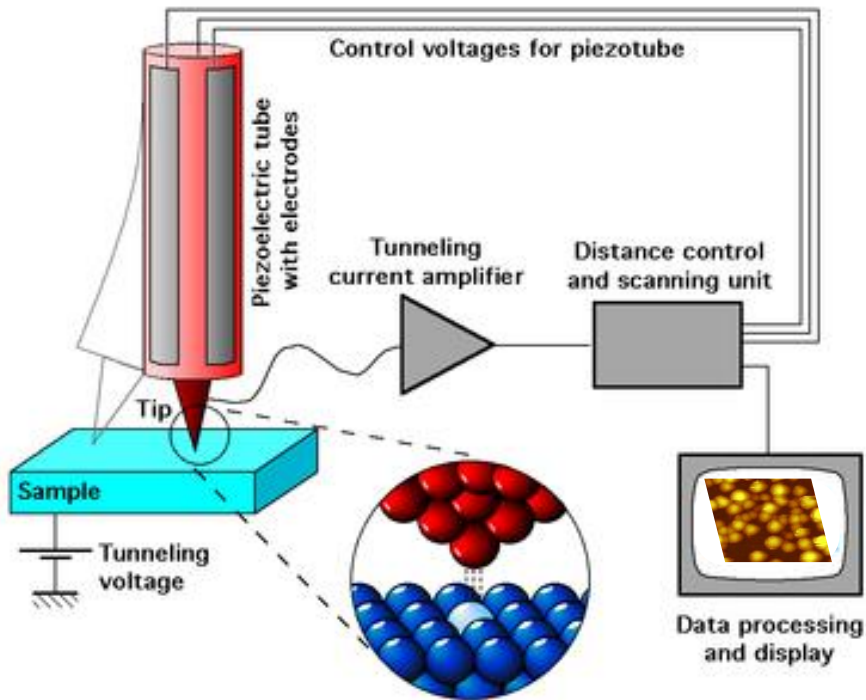 Control voltages for piezotube
Piezoelectric tube
with electrodes
Tunneling
current amplifier
Distance control
and scanning unit
Tip
Sample
Tunneling
voltage
Data processing
and display